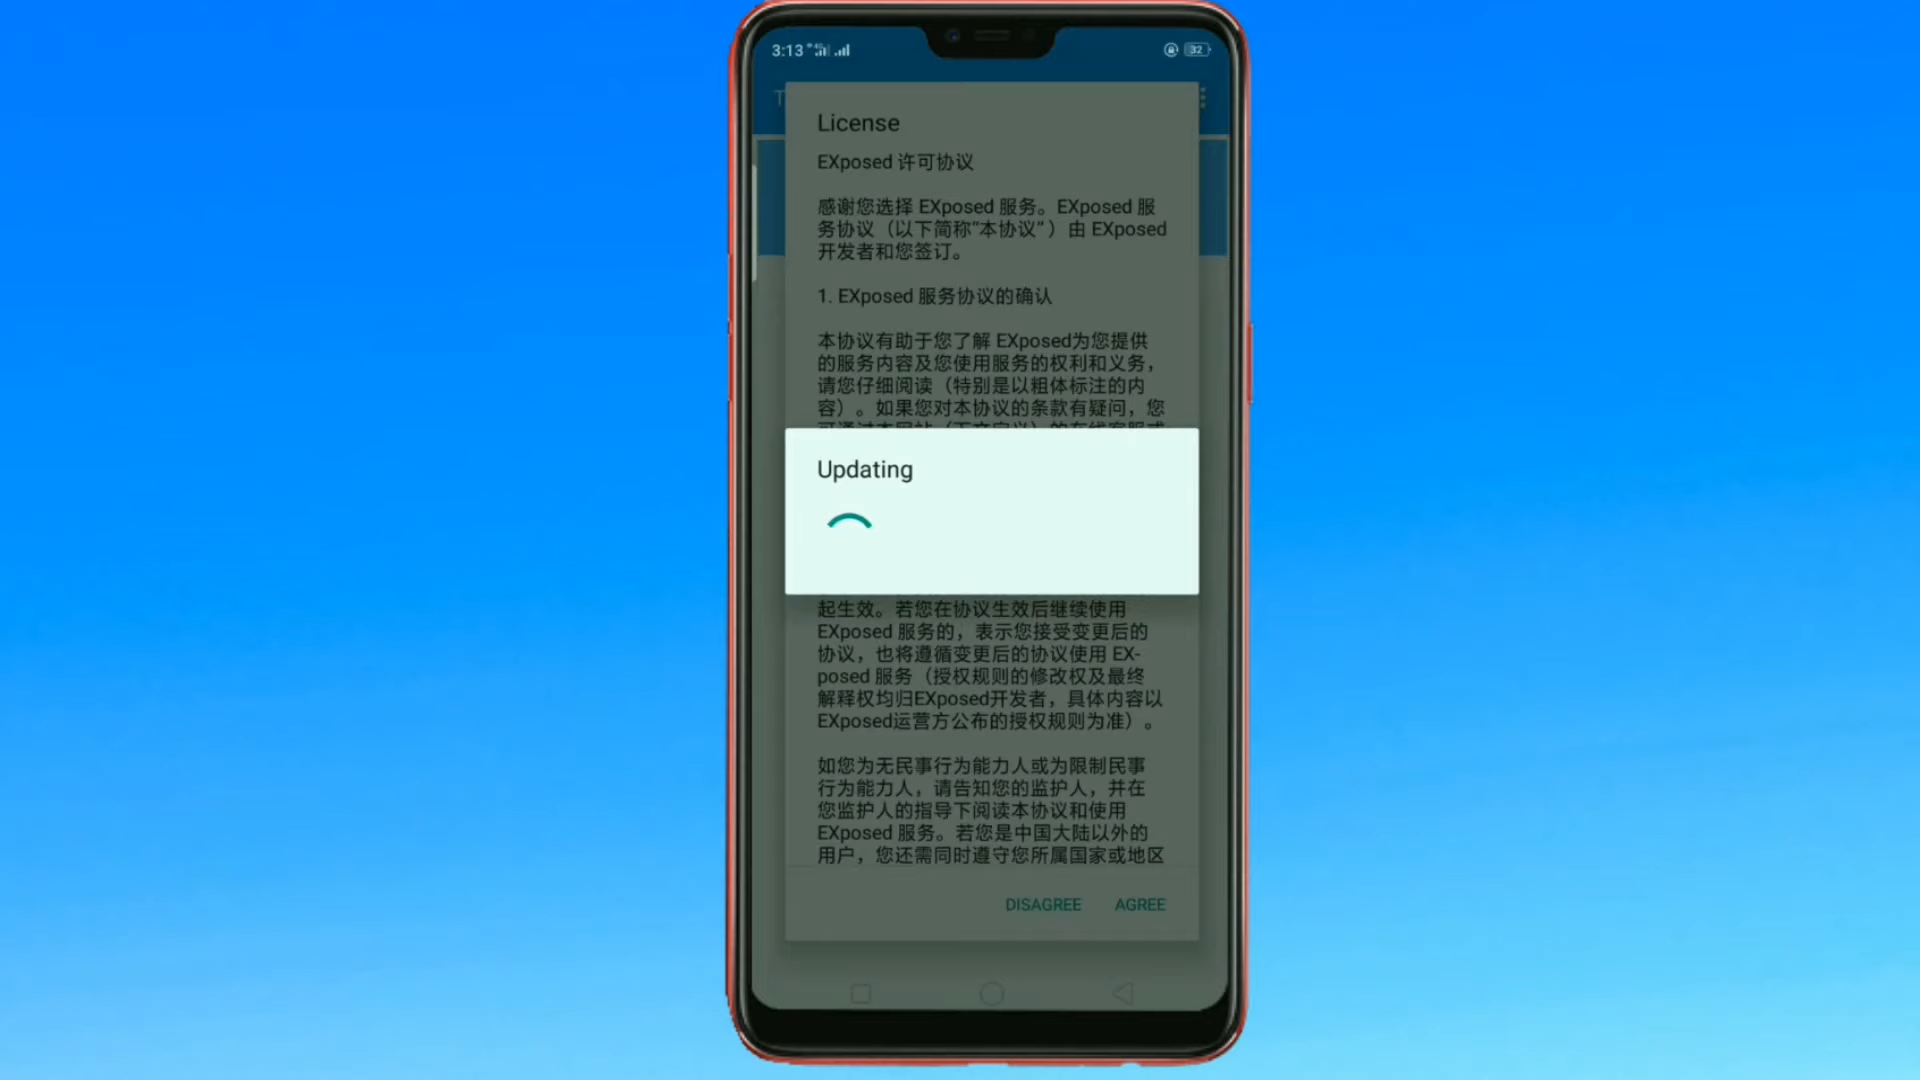 3:13
4G
32
T
License
EXposed 许可协议
感谢您选择 EXposed 服务。EXposed 服
务协议（以下简称“本协议”）由 EXposed
开发者和您签订。
1. EXposed 服务协议的确认
本协议有助于您了解 EXposed为您提供
的服务内容及您使用服务的权利和义务，
请您仔细阅读（特别是以粗体标注的内
容）。如果您对本协议的条款有疑问，您
Updating
起生效。若您在协议生效后继续使用
EXposed 服务的，表示您接受变更后的
协议，也将遵循变更后的协议使用 EX-
posed 服务（授权规则的修改权及最终
解释权均归EXposed开发者，具体内容以
EXposed运营方公布的授权规则为准）。
如您为无民事行为能力人或为限制民事
行为能力人，请告知您的监护人，并在
您监护人的指导下阅读本协议和使用
EXposed 服务。若您是中国大陆以外的
用户，您还需同时遵守您所属国家或地区
DISAGREE AGREE